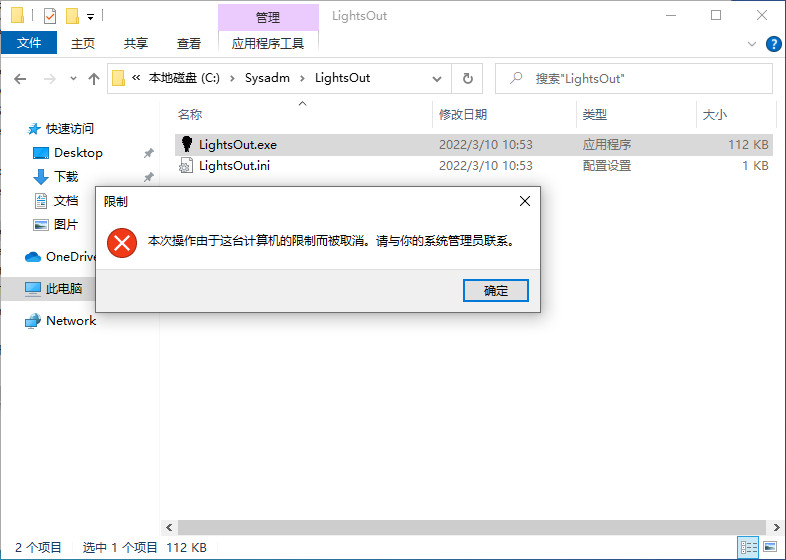 管理
LightsOut
文件
主页
共享
查看
应用程序工具
« 本地磁盘 (C:) › Sysadm › LightsOut
搜索"LightsOut"
名称
修改日期
类型
大小
快速访问
Desktop
下载
文档
图片
OneDrive
此电脑
Network
LightsOut.exe
2022/3/10 10:53
应用程序
112 KB
LightsOut.ini
2022/3/10 10:53
配置设置
1 KB
限制
本次操作由于这台计算机的限制而被取消。请与你的系统管理员联系。
确定
2 个项目
选中 1 个项目 112 KB